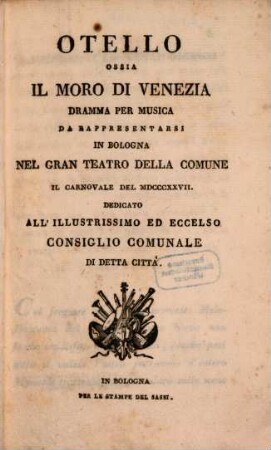 OTELLO
OSSIA
IL MORO DI VENEZIA
DRAMMA PER MUSICA
DA RAPPRESENTARSI
IN BOLOGNA
NEL GRAN TEATRO DELLA COMUNE
IL CARNOVALE DEL MDCCCXXVII.
DEDICATO
ALL' ILLUSTRISSIMO ED ECCELSO
CONSIGLIO COMUNALE
DI DETTA CITTÀ.
IN BOLOGNA
PER LE STAMPE DEL SASSI.